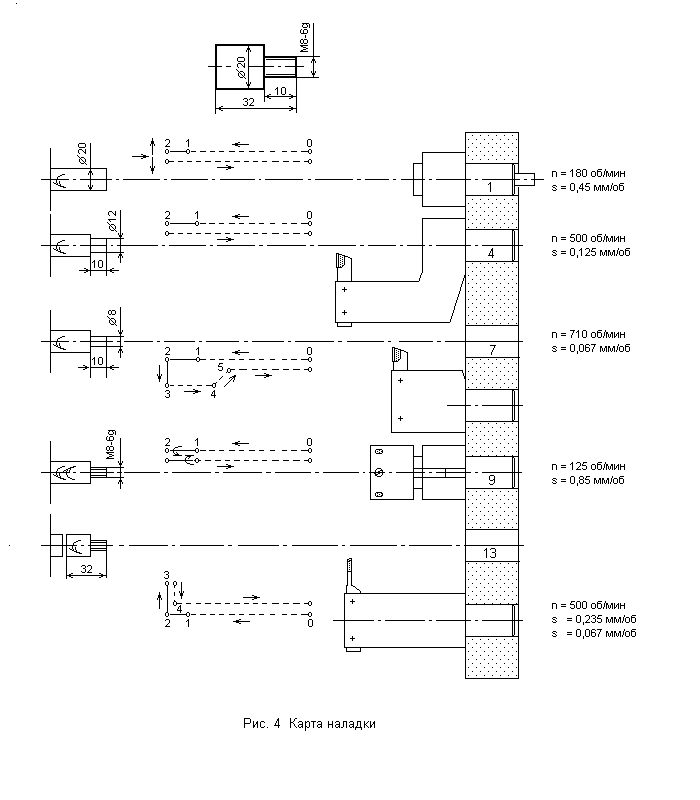 M8-6g
⌀20
10
32
2 1 0
⌀20
1
n = 180 об/мин
s = 0,45 мм/об
⌀12
2 1 0
10
4
n = 500 об/мин
s = 0,125 мм/об
⌀8
10
2 1 0
5
3 4
7
n = 710 об/мин
s = 0,067 мм/об
M8-6g
2 1 0
9
n = 125 об/мин
s = 0,85 мм/об
13
32
3
4
2 1 0
n = 500 об/мин
s = 0,235 мм/об
s = 0,067 мм/об
Рис. 4 Карта наладки